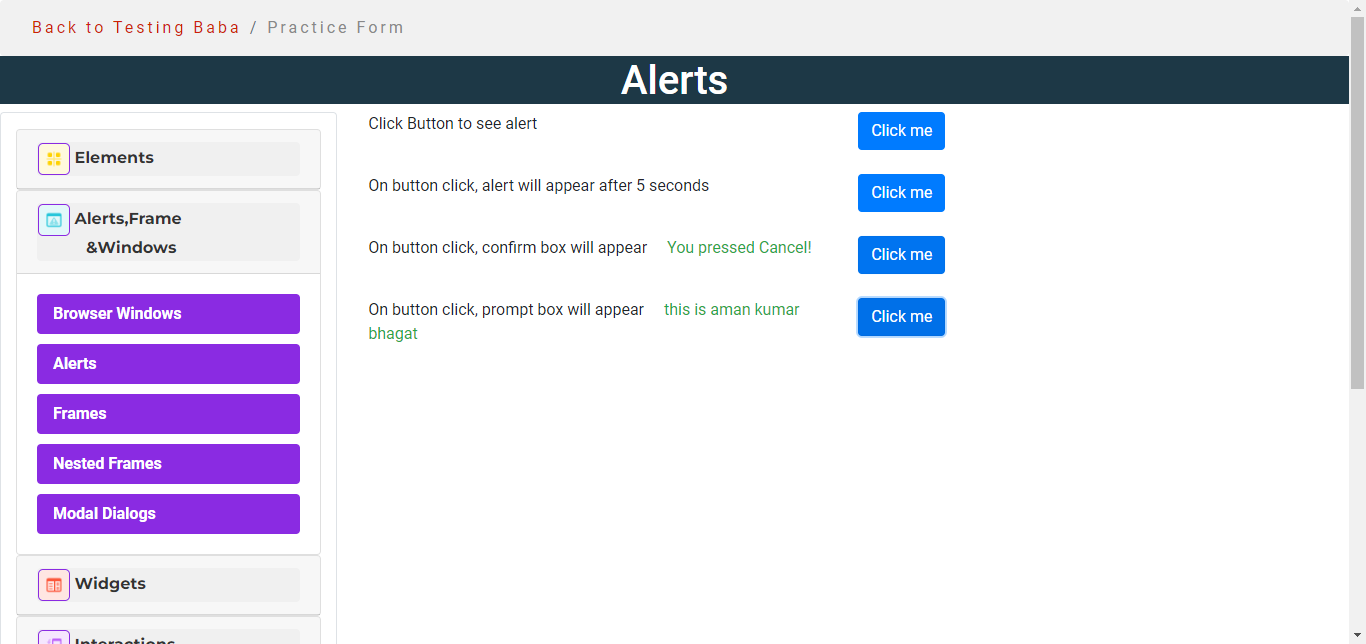 Back to Testing Baba / Practice Form
Alerts
Elements
Alerts,Frame
&Windows
Browser Windows
Alerts
Frames
Nested Frames
Modal Dialogs
Widgets
Interactions
Click Button to see alert Click me
On button click, alert will appear after 5 seconds Click me
On button click, confirm box will appear You pressed Cancel! Click me
On button click, prompt box will appear this is aman kumar Click me
bhagat